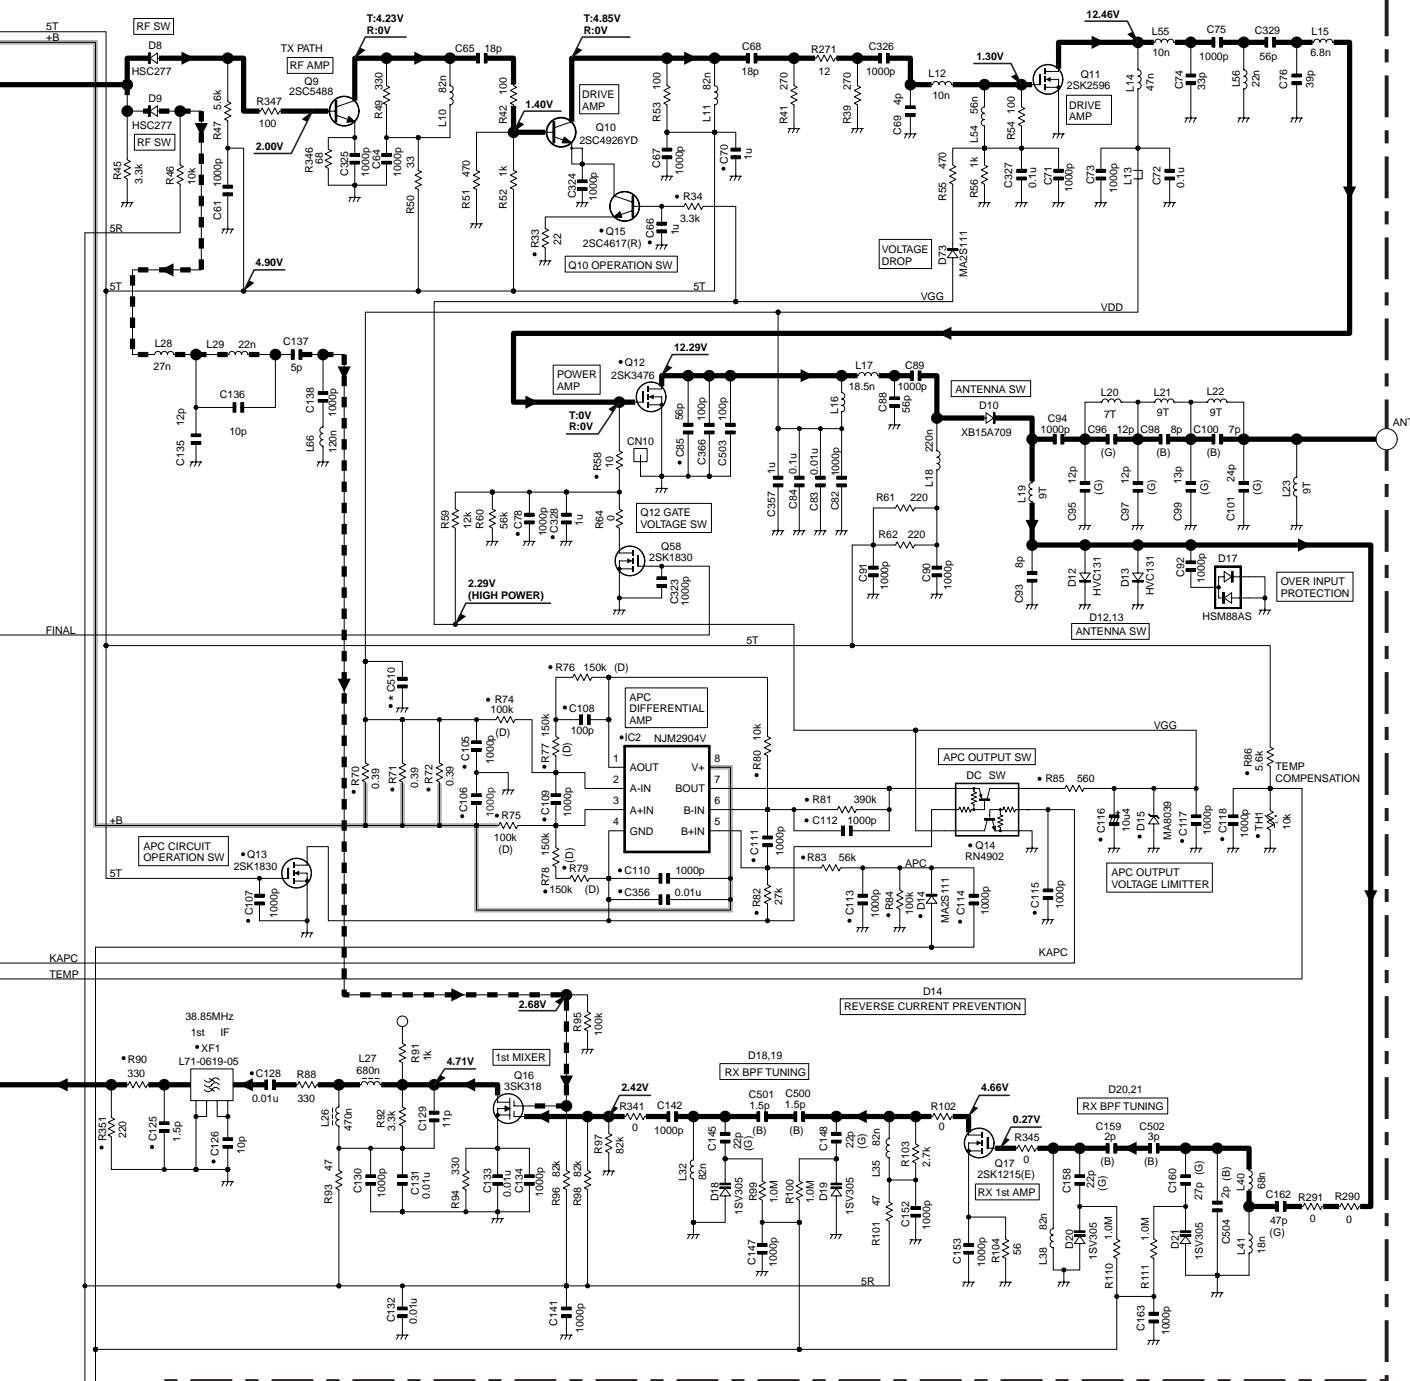 5T
+B
RF SW
D8
HSC277
D9
HSC277
RF SW
R45
3.3k
R46
10k
5R
R47
5.6k
C61
1000p
4.90V
5T
R347
100
2.00V
TX PATH
RF AMP
Q9
2SC5488
T:4.23V
R:0V
R346
68
C325
1000p
R49
330
C64
1000p
R50
33
L10
82n
C65
18p
R42
100
1.40V
R51
470
R52
1k
T:4.85V
R:0V
DRIVE
AMP
Q10
2SC4926YD
C324
1000p
R33
22
Q15
2SC4617(R)
C66
1u
R34
3.3k
Q10 OPERATION SW
R53
100
L11
82n
C67
1000p
C70
1u
5T
C68
18p
R271
12
R41
270
R39
270
C326
1000p
C69
4p
L12
10n
1.30V
L54
56n
R54
100
R55
470
R56
1k
C327
0.1u
C71
1000p
VOLTAGE
DROP
D73
MA2S111
VGG
12.46V
Q11
2SK2596
DRIVE
AMP
L14
47n
L13
C73
1000p
C72
0.1u
VDD
L55
10n
C74
33p
C75
1000p
L56
22n
C329
56p
C76
39p
L15
6.8n
L28
27n
L29
22n
C137
5p
C136
10p
C135
12p
C138
1000p
L66
120n
POWER
AMP
Q12
2SK3476
12.29V
T:0V
R:0V
R58
10
CN10
C85
56p
C366
100p
C503
100p
Q12 GATE
VOLTAGE SW
R59
12k
R60
56k
C78
1000p
C328
1u
R64
0
Q58
2SK1830
C323
1000p
2.29V
(HIGH POWER)
L16
C357
1u
C84
0.1u
C83
0.01u
C82
1000p
L17
18.5n
C88
56p
C89
1000p
L18
220n
R61
220
R62
220
C91
1000p
C90
1000p
ANTENNA SW
D10
XB15A709
C94
1000p
L19
9T
C93
8p
L20
7T
L21
9T
L22
9T
C96
12p
(G)
C98
8p
(B)
C100
7p
(B)
C95
12p
(G)
C97
12p
(G)
C99
13p
(G)
C101
24p
(G)
L23
9T
ANT
D12
HVC131
D13
HVC131
D12,13
ANTENNA SW
C92
1000p
D17
HSM88AS
OVER INPUT
PROTECTION
FINAL
5T
C510
R70
0.39
R71
0.39
R72
0.39
C105
1000p
C106
1000p
R74
100k
(D)
R75
100k
(D)
R76
150k
(D)
C108
100p
R77
150k
(D)
C109
1000p
R78
150k
(D)
R79
150k
(D)
APC
DIFFERENTIAL
AMP
IC2
NJM2904V
1
AOUT
2
A-IN
3
A+IN
4
GND
8
V+
7
BOUT
6
B-IN
5
B+IN
C110
1000p
C356
0.01u
+B
APC CIRCUIT
OPERATION SW
Q13
2SK1830
5T
C107
1000p
R80
10k
C111
1000p
R82
27k
R81
390k
C112
1000p
R83
56k
APC
C113
1000p
R84
100k
D14
MA2S111
C114
1000p
C115
1000p
VGG
APC OUTPUT SW
DC SW
Q14
RN4902
R85
560
KAPC
C116
10u4
D15
MA8039
C117
1000p
C118
1000p
TH1
10k
R86
5.6k
TEMP
COMPENSATION
APC OUTPUT
VOLTAGE LIMITTER
KAPC
TEMP
D14
REVERSE CURRENT PREVENTION
2.68V
R95
100k
38.85MHz
1st IF
XF1
L71-0619-05
R90
330
R351
220
C125
1.5p
C126
10p
C128
0.01u
R88
330
L27
680n
L26
470n
R91
1k
R92
3.3k
4.71V
C129
11p
R93
47
C130
1000p
C131
0.01u
C132
0.01u
R94
330
C133
0.01u
C134
1000p
1st MIXER
Q16
3SK318
R96
82k
R98
82k
R97
82k
C141
1000p
2.42V
R341
0
C142
1000p
D18,19
RX BPF TUNING
C501
1.5p
(B)
C500
1.5p
(B)
C145
22p
(G)
L32
82n
D18
1SV305
R99
1.0M
R100
1.0M
C147
1000p
C148
22p
(G)
D19
1SV305
L35
82n
R101
47
R103
2.7k
C152
1000p
5R
R102
0
4.66V
0.27V
Q17
2SK1215(E)
RX 1st AMP
C153
1000p
R104
56
R345
0
D20,21
RX BPF TUNING
C159
2p
(B)
C502
3p
(B)
C158
22p
(G)
L38
82n
D20
1SV305
R110
1.0M
R111
1.0M
C163
1000p
C160
27p
(G)
D21
1SV305
C504
2p
(B)
L40
68n
L41
18n
C162
47p
(G)
R291
0
R290
0